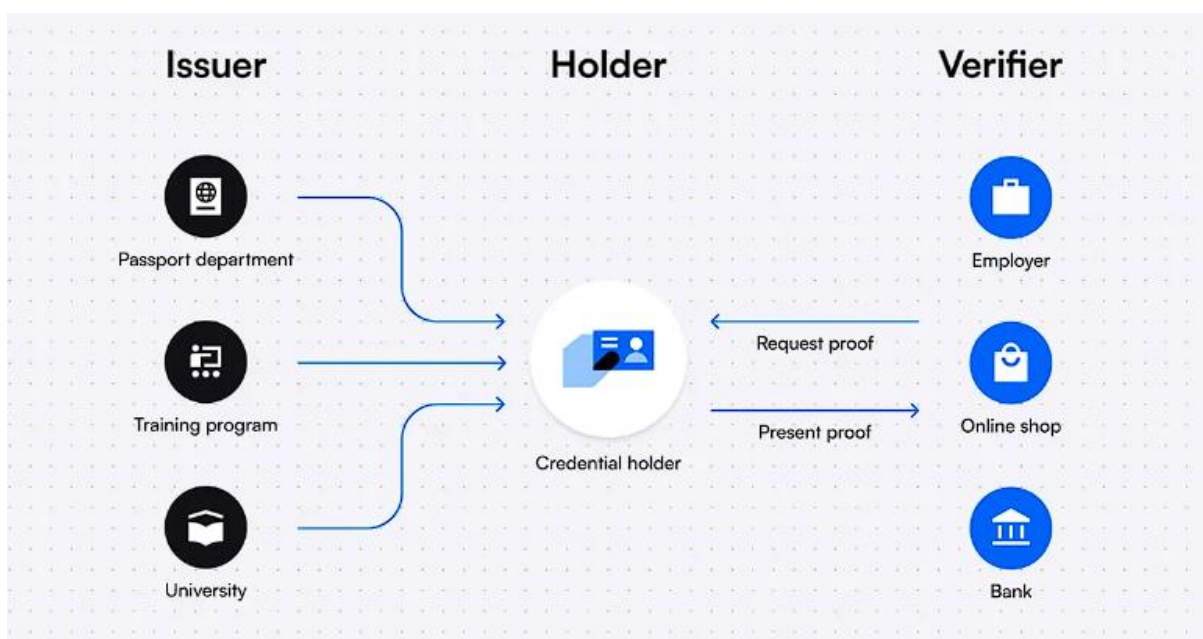 Issuer
Holder
Verifier
Passport department
Employer
Request proof
Training program
Present proof
Online shop
Credential holder
University
Bank